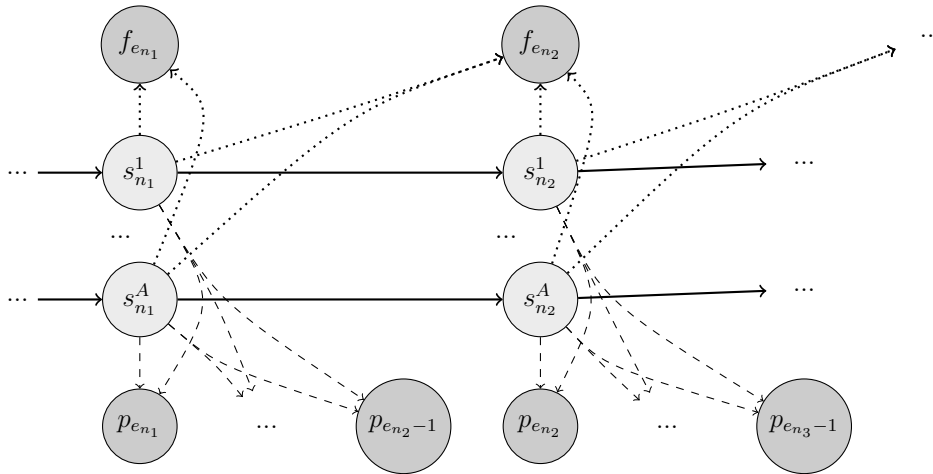 f_{e_{n_1}} f_{e_{n_2}} ..
... s^1_{n_1} s^1_{n_2} ...
... ...
... s^A_{n_1} s^A_{n_2} ...
p_{e_{n_1}} ... p_{e_{n_2}-1} p_{e_{n_2}} ... p_{e_{n_3}-1}